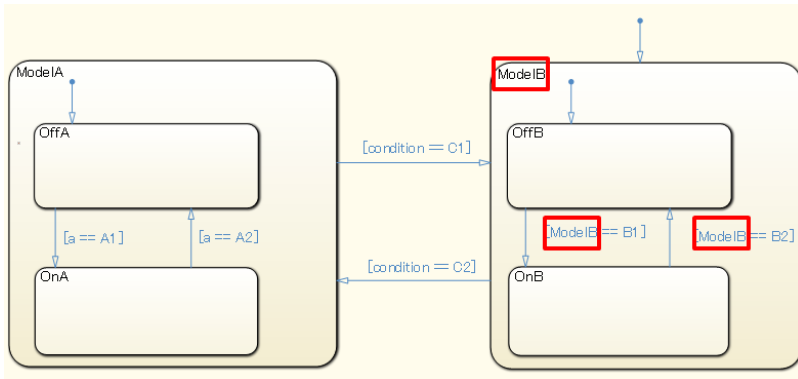 ModelA
ModelB
OffA
OffB
[condition == C1]
[a == A1]
[a == A2]
[ModelB == B1]
[ModelB == B2]
[condition == C2]
OnA
OnB